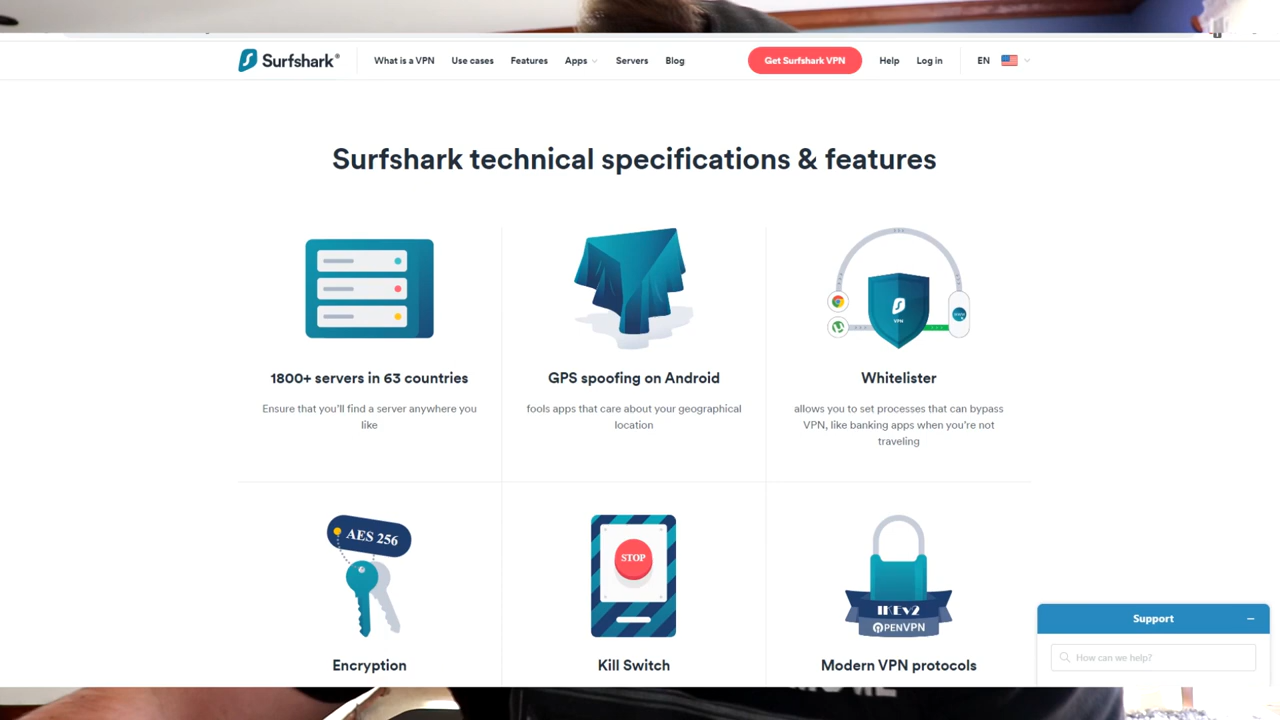 Surfshark®
What is a VPN
Use cases
Features
Apps
Servers
Blog
Get Surfshark VPN
Help
Log in
EN
Surfshark technical specifications & features
VPN
1800+ servers in 63 countries
Ensure that you'll find a server anywhere you
like
GPS spoofing on Android
fools apps that care about your geographical
location
Whitelister
allows you to set processes that can bypass
VPN, like banking apps when you're not
traveling
AES 256
STOP
IKEv2
OPENVPN
Encryption
Kill Switch
Modern VPN protocols
Support
How can we help?